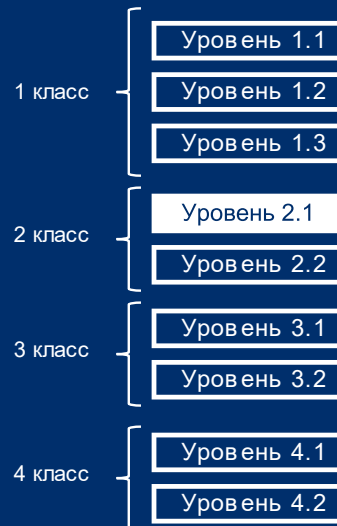 1 класс
Уровень 1.1
Уровень 1.2
Уровень 1.3
2 класс
Уровень 2.1
Уровень 2.2
3 класс
Уровень 3.1
Уровень 3.2
4 класс
Уровень 4.1
Уровень 4.2